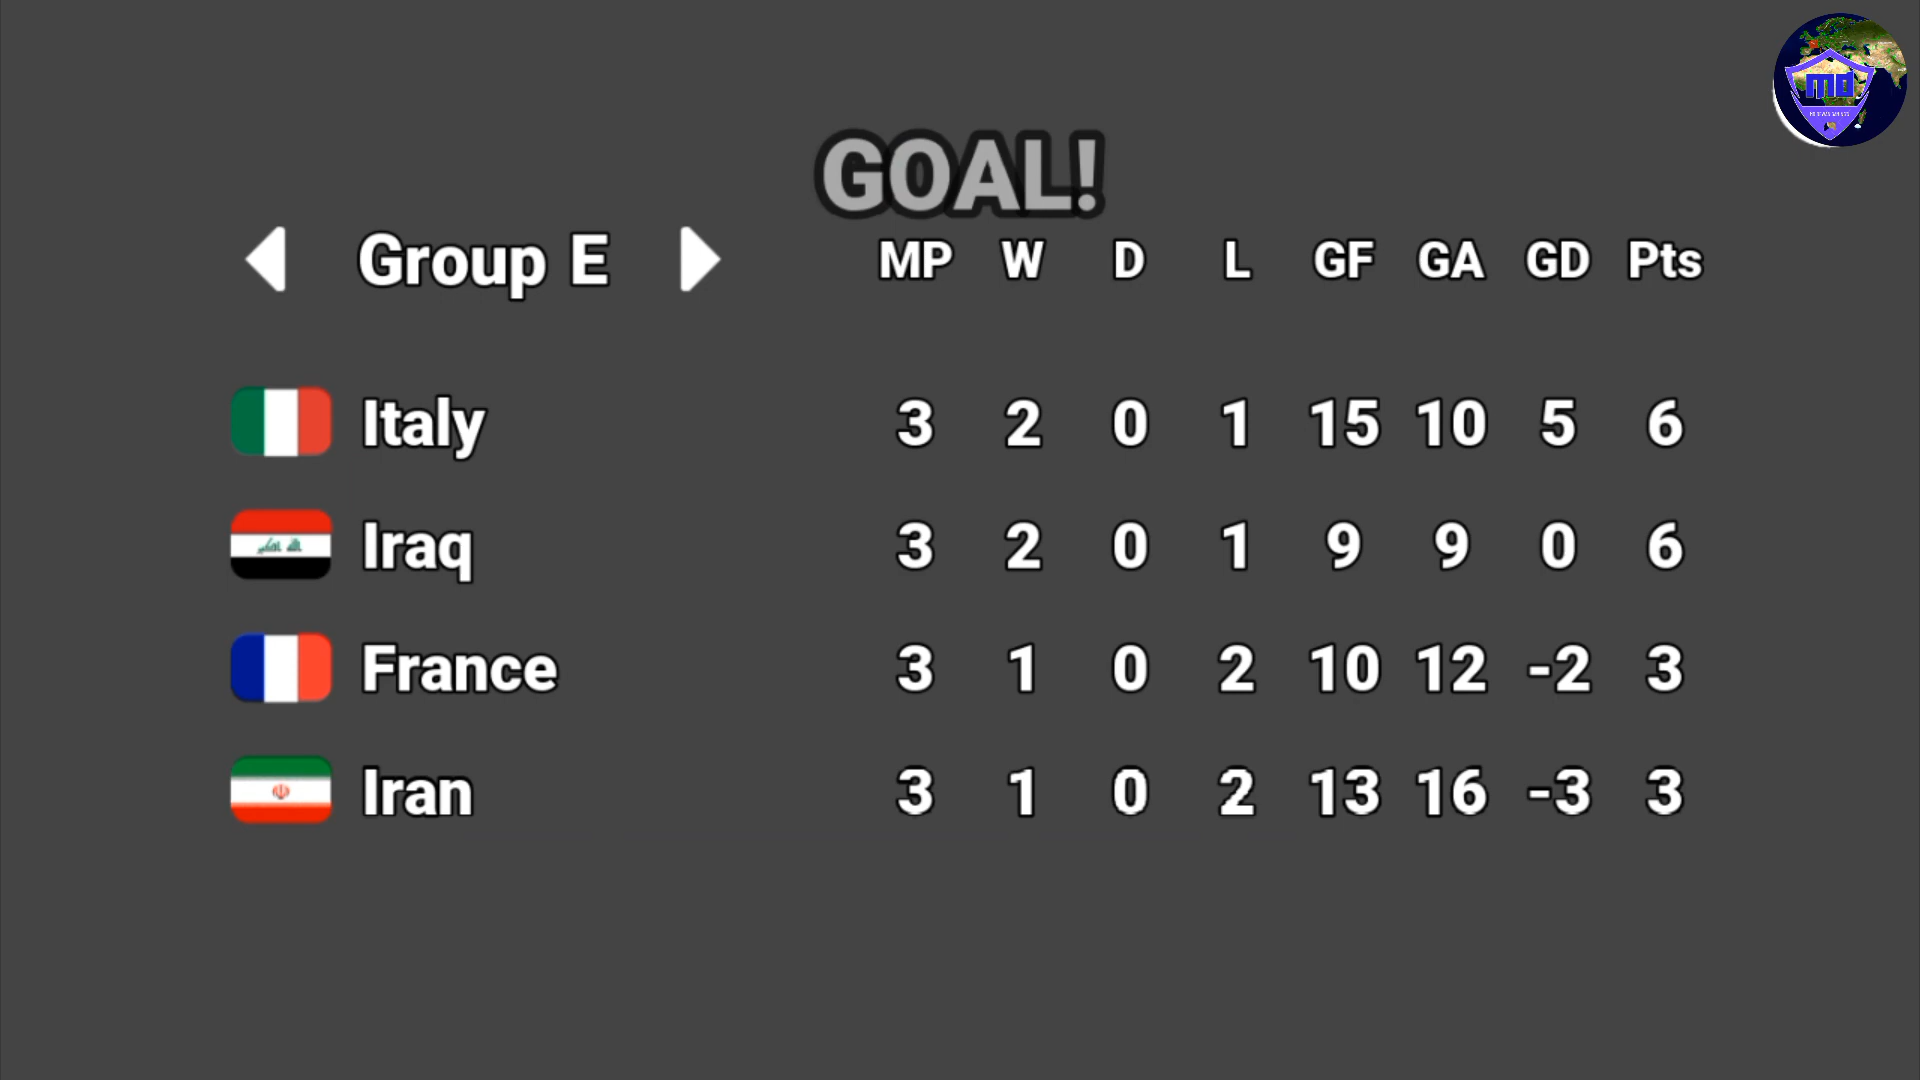 MD
GOAL!
Group E MP W D L GF GA GD Pts
Italy 3 2 0 1 15 10 5 6
Iraq 3 2 0 1 9 9 0 6
France 3 1 0 2 10 12 -2 3
Iran 3 1 0 2 13 16 -3 3